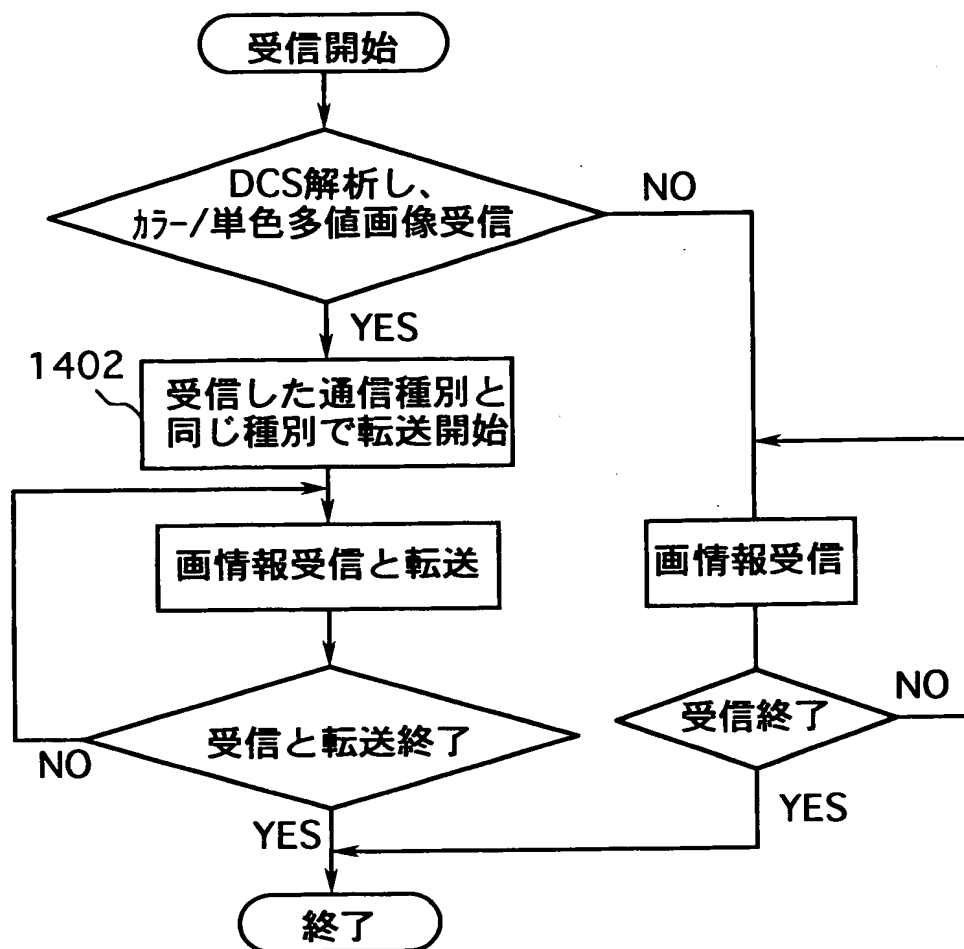 受信開始
DCS解析し、
ｶﾗｰ/単色多値画像受信
NO
YES
1402
受信した通信種別と
同じ種別で転送開始
画情報受信と転送
画情報受信
受信と転送終了
NO
YES
受信終了
NO
YES
終了